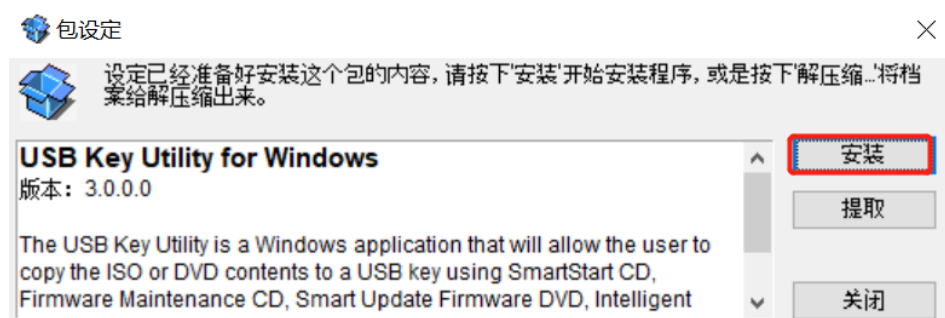 包设定
设定已经准备好安装这个包的内容,请按下'安装'开始安装程序,或是按下'解压缩...'将档
案给解压缩出来。
USB Key Utility for Windows
版本: 3.0.0.0
The USB Key Utility is a Windows application that will allow the user to
copy the ISO or DVD contents to a USB key using SmartStart CD,
Firmware Maintenance CD, Smart Update Firmware DVD, Intelligent
安装
提取
关闭